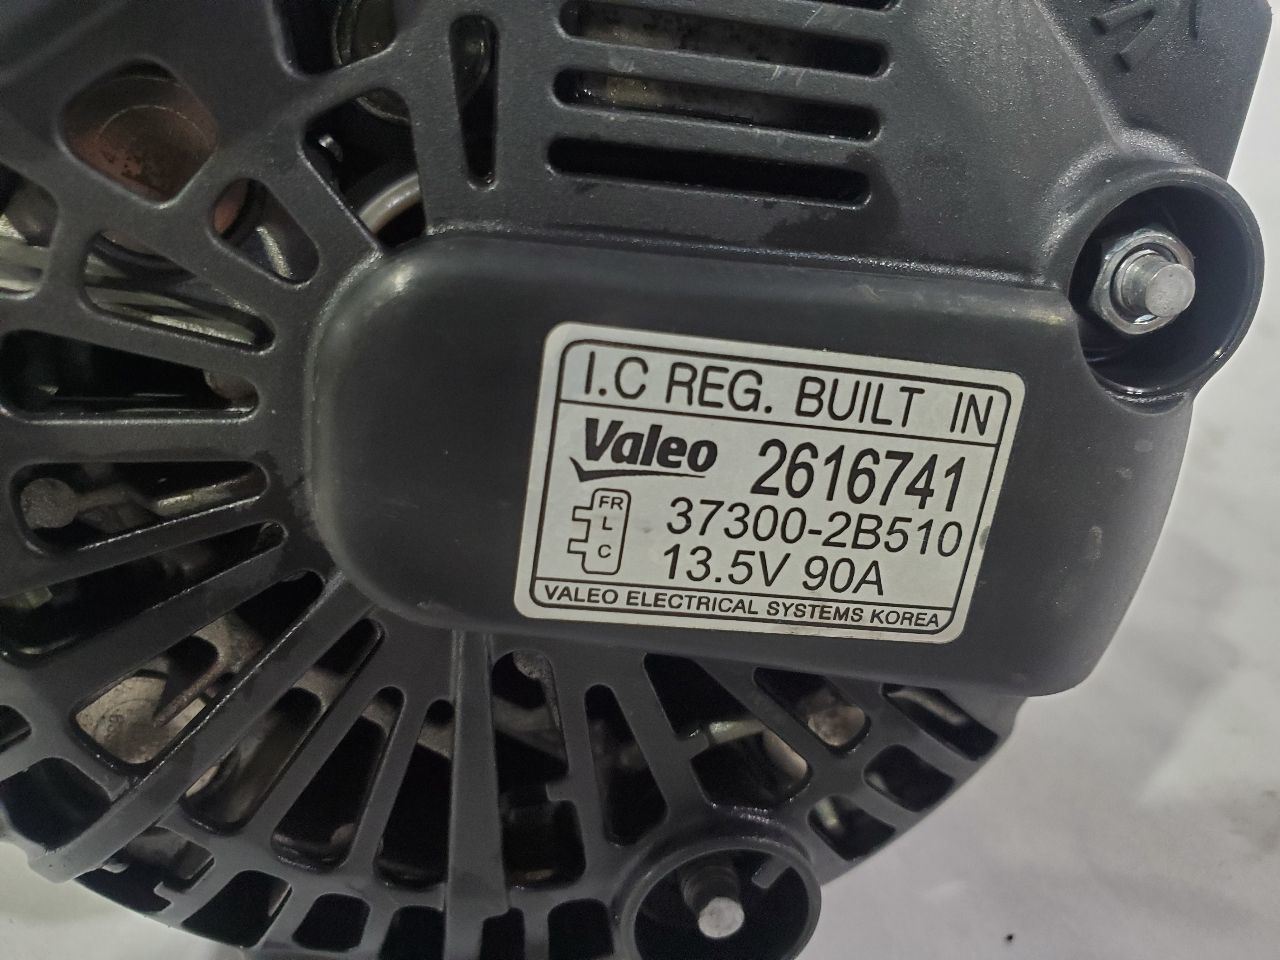 I.C REG. BUILT IN
Valeo 2616741
FR
L
C
37300-2B510
13.5V 90A
VALEO ELECTRICAL SYSTEMS KOREA